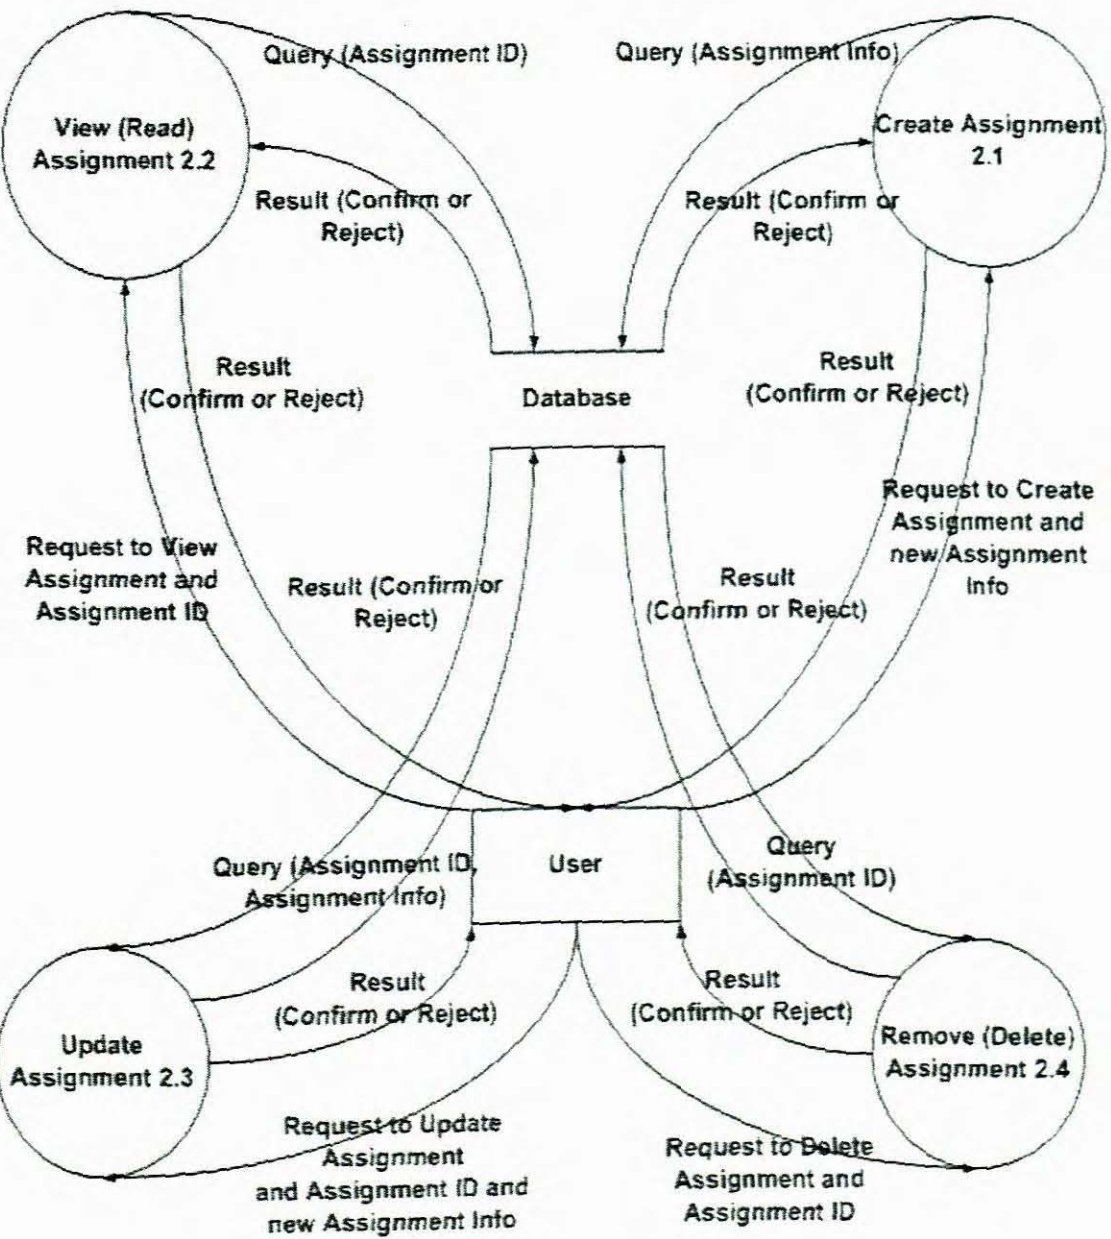 Query (Assignment ID)
Query (Assignment Info)
View (Read)
Assignment 2.2
Create Assignment
2.1
Result (Confirm or
Reject)
Result (Confirm or
Reject)
Result
(Confirm or Reject)
Database
Result
(Confirm or Reject)
Request to View
Assignment and
Assignment ID
Request to Create
Assignment and
new Assignment
Info
Result (Confirm or
Reject)
Result
(Confirm or Reject)
Query (Assignment ID,
Assignment Info)
User
Query
(Assignment ID)
Result
(Confirm or Reject)
Result
(Confirm or Reject)
Update
Assignment 2.3
Remove (Delete)
Assignment 2.4
Request to Update
Assignment
and Assignment ID and
new Assignment Info
Request to Delete
Assignment and
Assignment ID